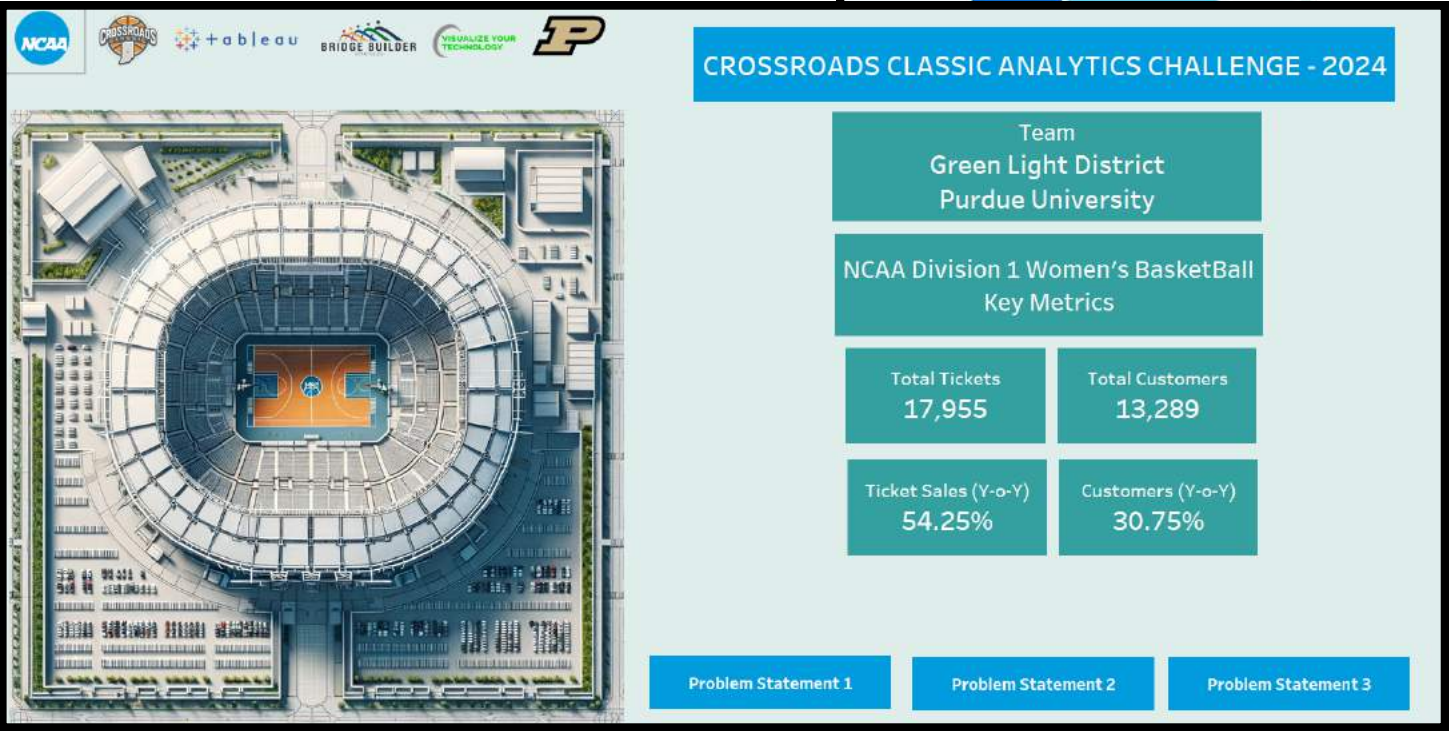 NCAA
CROSSROADS
CLASSIC
+ a b | e a u
BRIDGE BUILDER
VISUALIZE YOUR
TECHNOLOGY
P
CROSSROADS CLASSIC ANALYTICS CHALLENGE - 2024
Team
Green Light District
Purdue University
NCAA Division 1 Women's BasketBall
Key Metrics
Total Tickets
17,955
Total Customers
13,289
Ticket Sales (Y-o-Y)
54.25%
Customers (Y-o-Y)
30.75%
Problem Statement 1
Problem Statement 2
Problem Statement 3